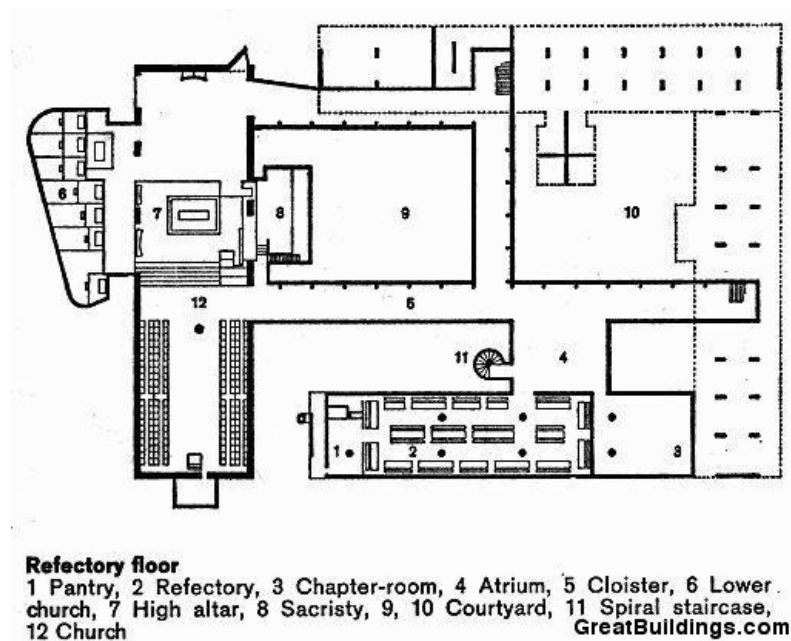 6 7 8 9 10
12 5
11 4
1 2 3
Refectory floor
1 Pantry, 2 Refectory, 3 Chapter-room, 4 Atrium, 5 Cloister, 6 Lower
church, 7 High altar, 8 Sacristy, 9, 10 Courtyard, 11 Spiral staircase,
12 Church
GreatBuildings.com